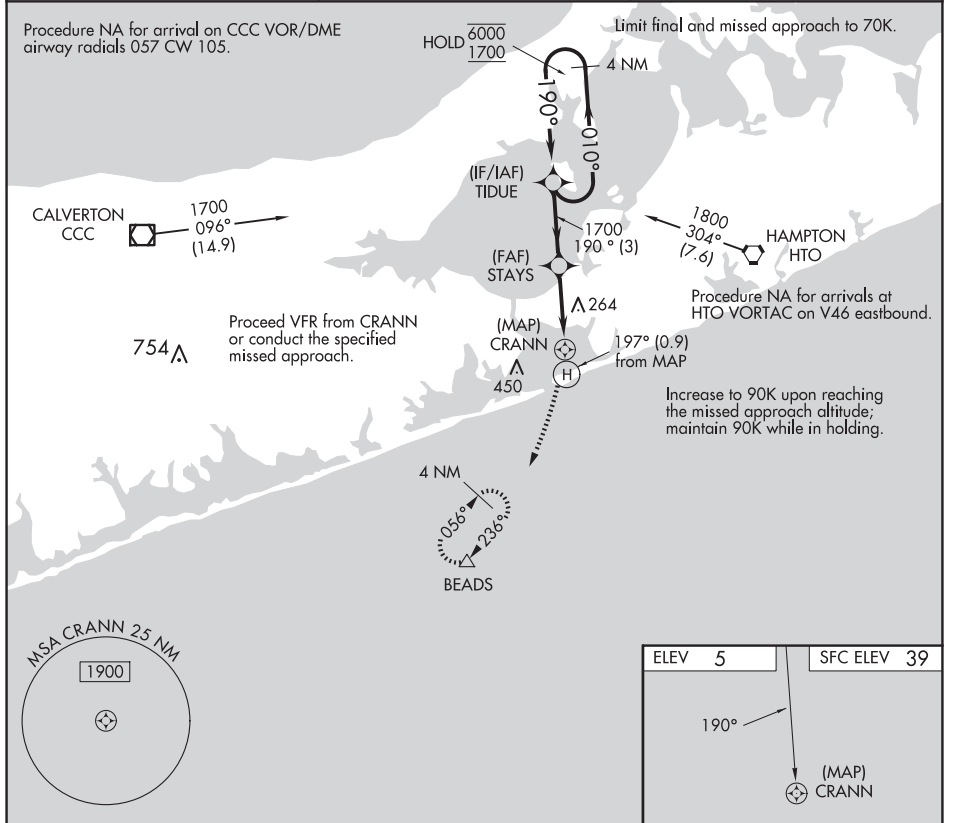 Procedure NA for arrival on CCC VOR/DME
airway radials 057 CW 105.
HOLD 6000
1700
Limit final and missed approach to 70K.
4 NM
190°
010°
(IF/IAF)
TIDUE
CALVERTON
CCC
1700
096°
(14.9)
1800
304°
(7.6)
HAMPTON
HTO
1700
190° (3)
(FAF)
STAYS
264
Procedure NA for arrivals at
HTO VORTAC on V46 eastbound.
Proceed VFR from CRANN
or conduct the specified
missed approach.
754
(MAP)
CRANN
197° (0.9)
from MAP
450
H
Increase to 90K upon reaching
the missed approach altitude;
maintain 90K while in holding.
4 NM
056°
236°
BEADS
MSA CRANN 25 NM
1900
ELEV 5
SFC ELEV 39
190°
(MAP)
CRANN